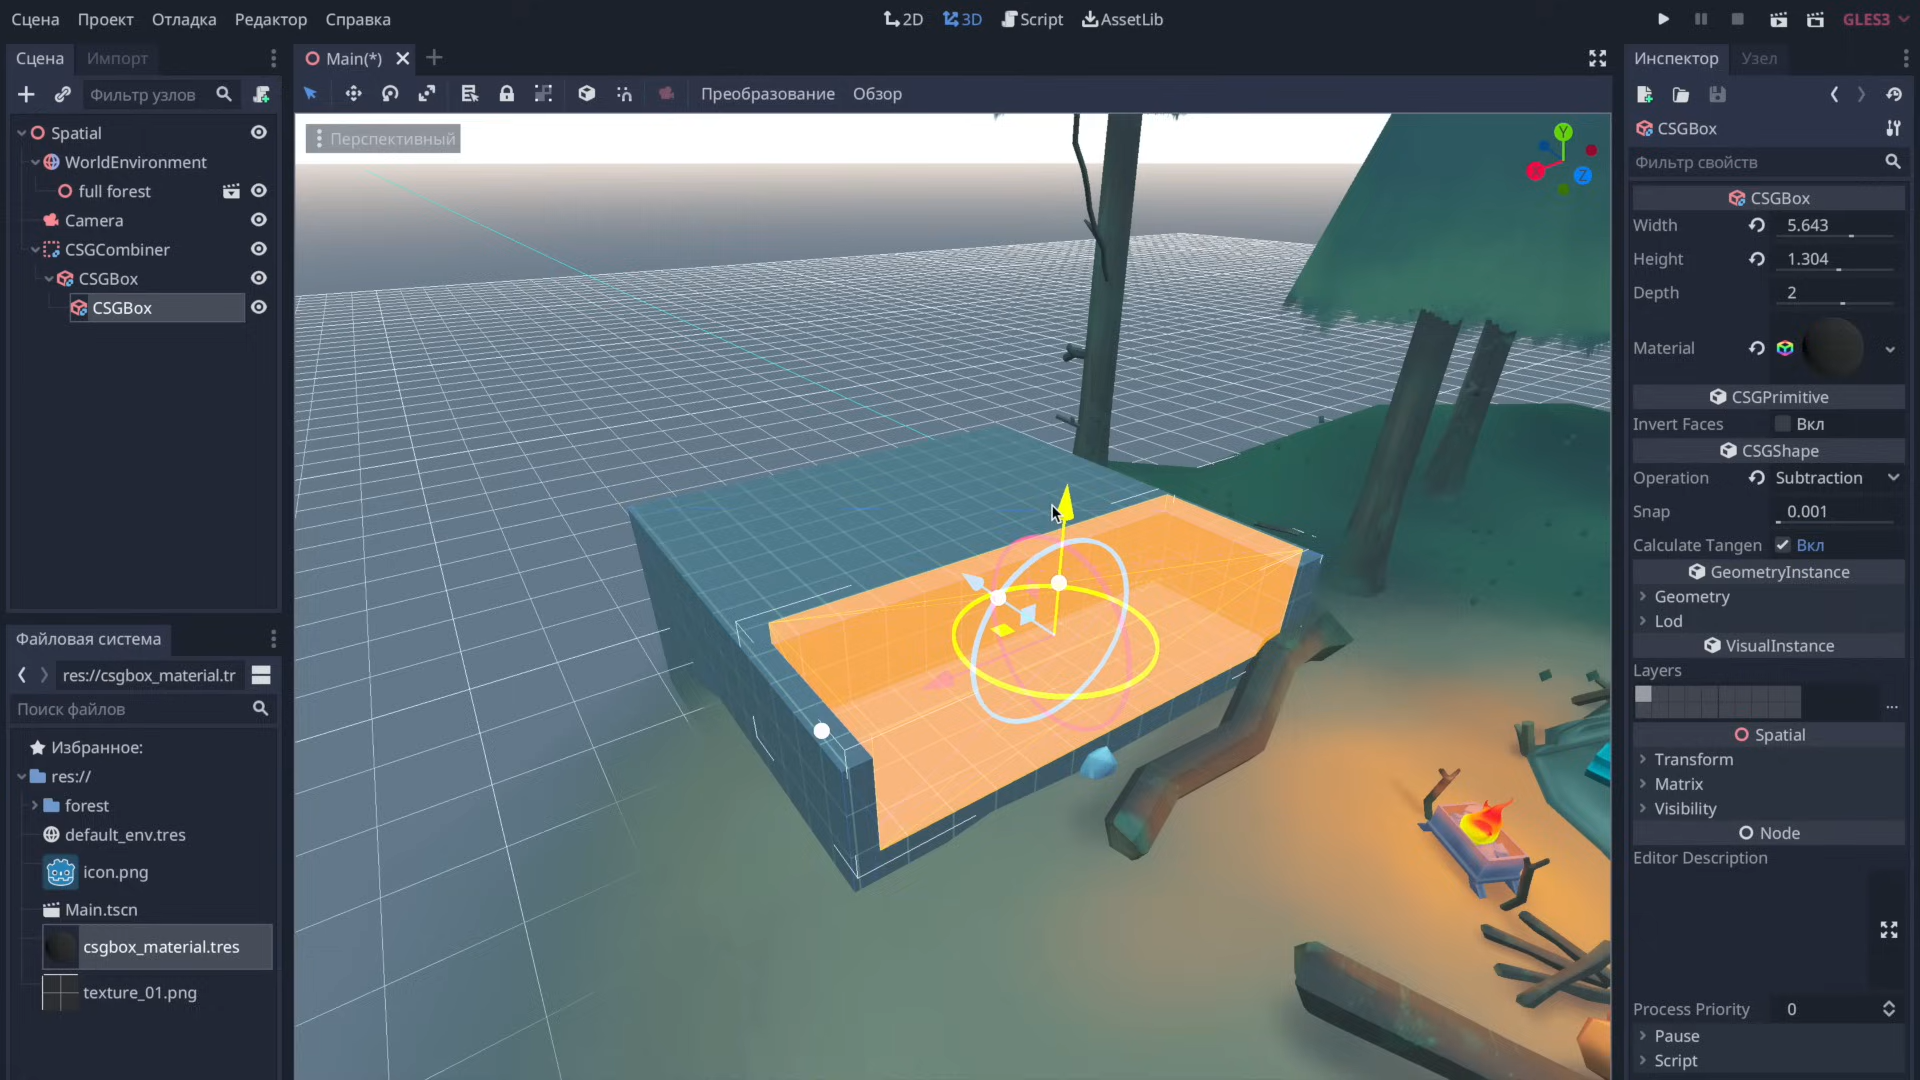 Сцена Проект Отладка Редактор Справка
2D 3D Script AssetLib
GLES3
Сцена Импорт
Фильтр узлов
Spatial
WorldEnvironment
full forest
Camera
CSGCombiner
CSGBox
CSGBox
Файловая система
res://csgbox_material.tr
Поиск файлов
Избранное:
res://
forest
default_env.tres
icon.png
Main.tscn
csgbox_material.tres
texture_01.png
Main(*)
Преобразование Обзор
Перспективный
Y
Z
Инспектор Узел
CSGBox
Фильтр свойств
CSGBox
Width 5.643
Height 1.304
Depth 2
Material
CSGPrimitive
Invert Faces Вкл
CSGShape
Operation Subtraction
Snap 0.001
Calculate Tangen Вкл
GeometryInstance
Geometry
Lod
VisualInstance
Layers
...
Spatial
Transform
Matrix
Visibility
Node
Editor Description
Process Priority 0
Pause
Script